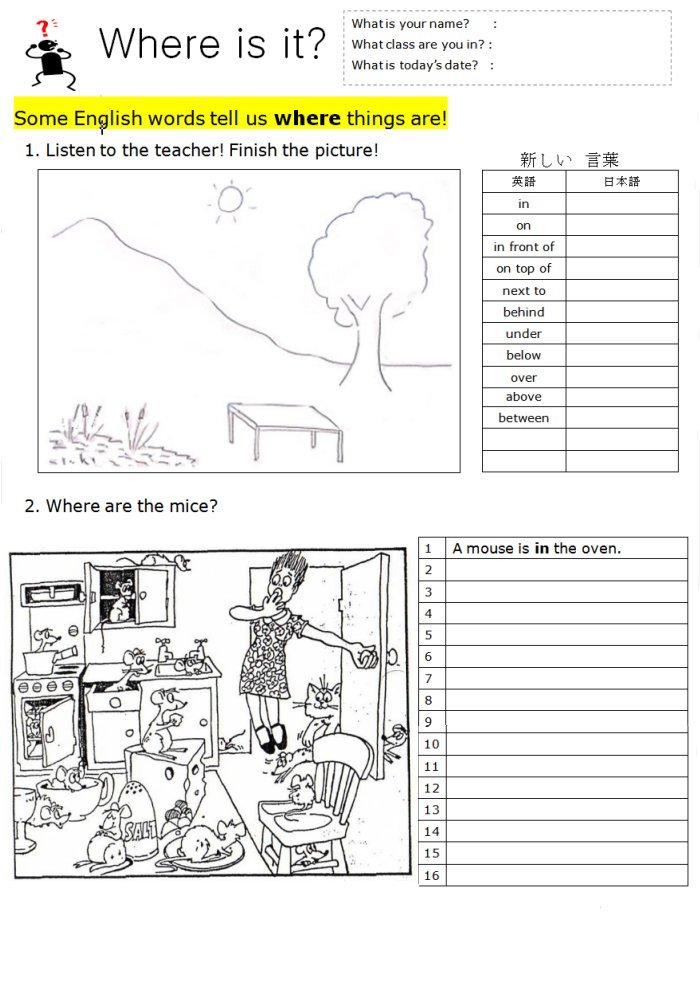 Where is it?
What is your name? :
What class are you in? :
What is today's date? :
Some English words tell us where things are!
1. Listen to the teacher! Finish the picture!
新しい 言葉
英語 日本語
in
on
in front of
on top of
next to
behind
under
below
over
above
between
2. Where are the mice?
1 A mouse is in the oven.
2
3
4
5
6
7
8
9
10
11
12
13
14
15
16
SALT